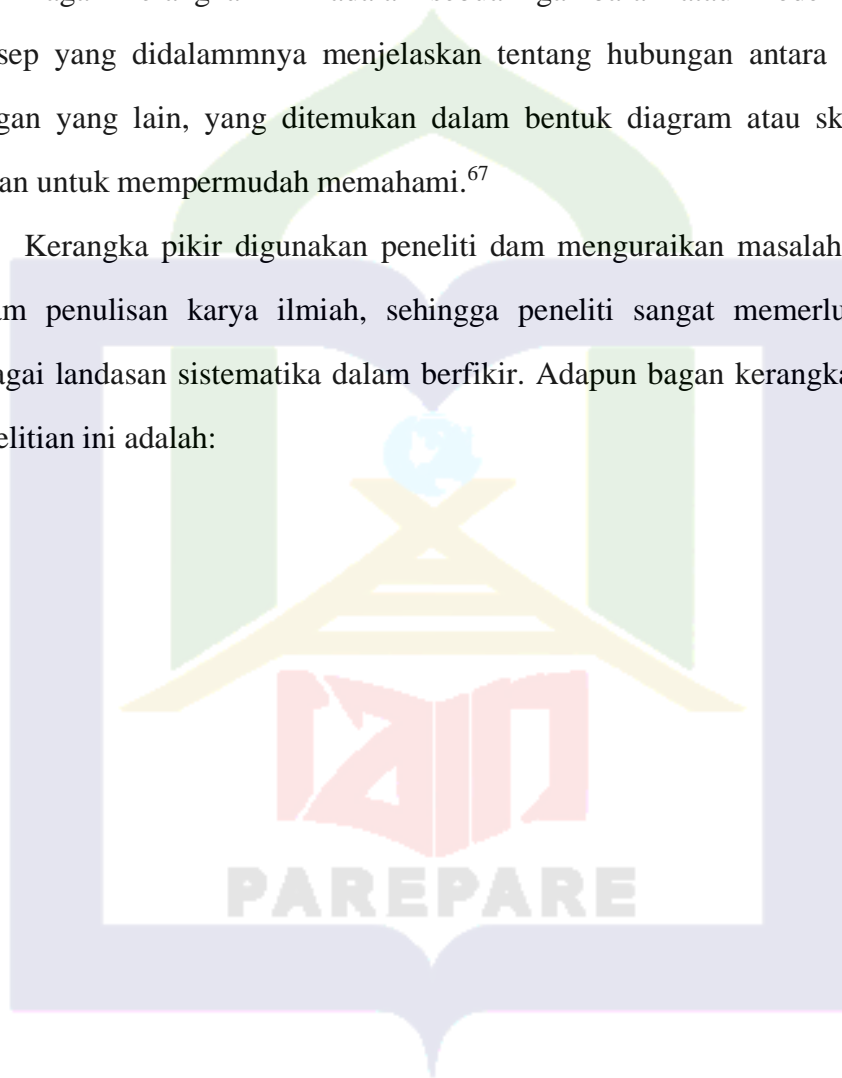 sep yang didalammnya menjelaskan tentang hubungan antara
gan yang lain, yang ditemukan dalam bentuk diagram atau sk
an untuk mempermudah memahami.67
Kerangka pikir digunakan peneliti dam menguraikan masalah
m penulisan karya ilmiah, sehingga peneliti sangat memerlu
agai landasan sistematika dalam berfikir. Adapun bagan kerangka
elitian ini adalah:
iain
PAREPARE